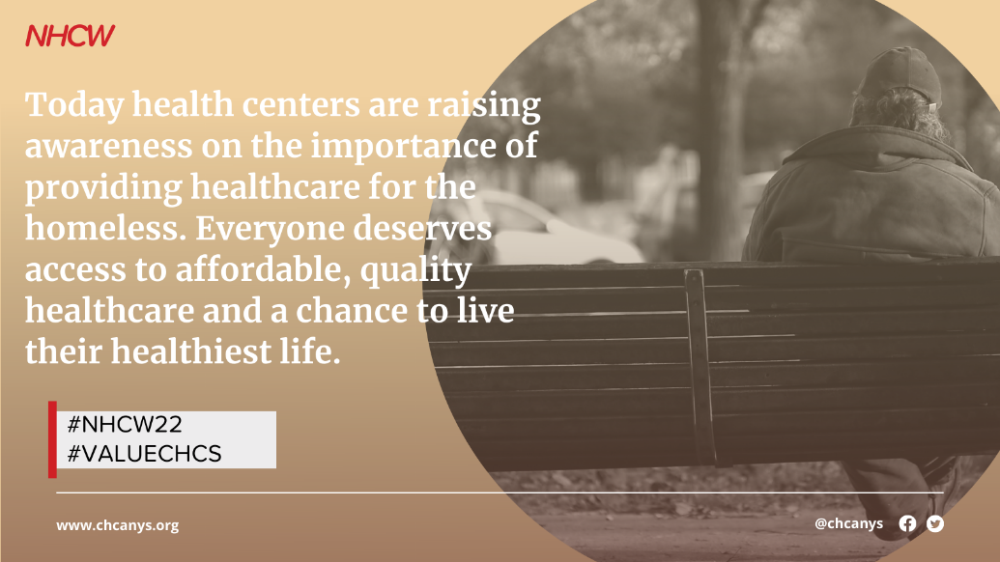 NHCW
Today health centers are raising
awareness on the importance of
providing healthcare for the
homeless. Everyone deserves
access to affordable, quality
healthcare and a chance to live
their healthiest life.
#NHCW22
#VALUECHCS
www.chcanys.org
@chcanys